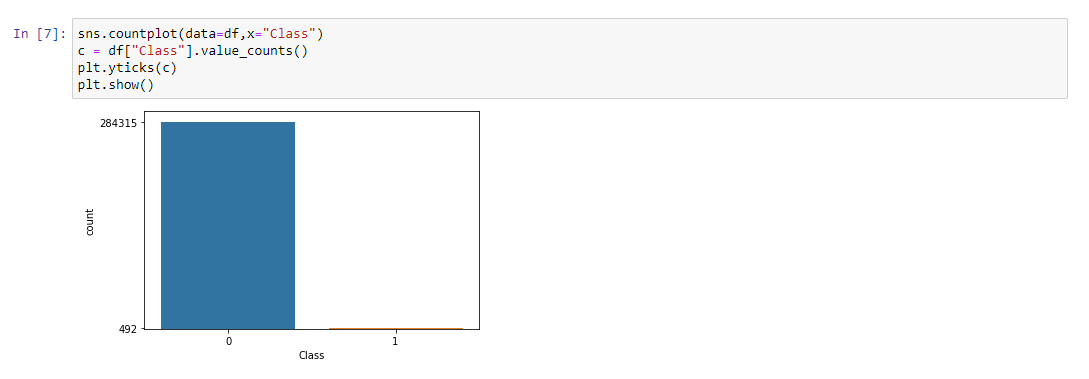 In [7]: sns.countplot(data=df,x="Class")
c = df["Class"].value_counts()
plt.yticks(c)
plt.show()
284315
count
492
0 1
Class